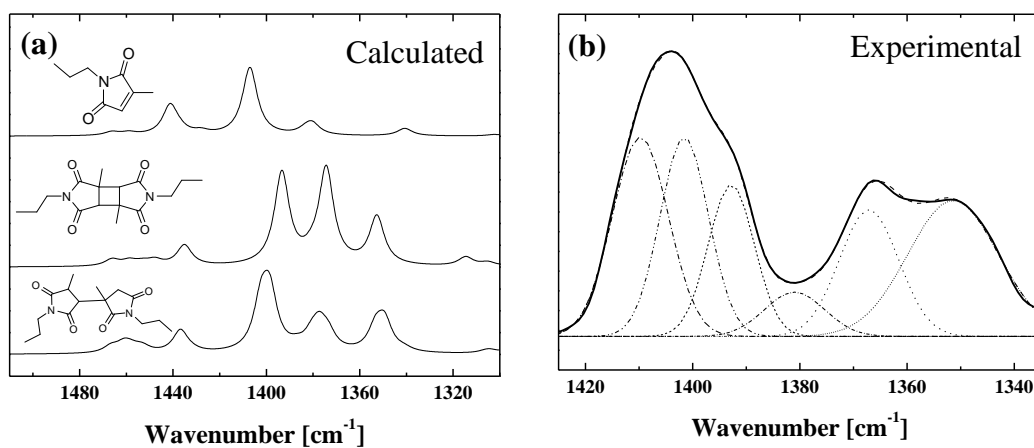 (a)
Calculated
O
N
O
O
O
N
N
O
O
O
O
N
N
O
O
1480
1440
1400
1360
1320
Wavenumber [cm-1]
(b)
Experimental
1420
1400
1380
1360
1340
Wavenumber [cm-1]